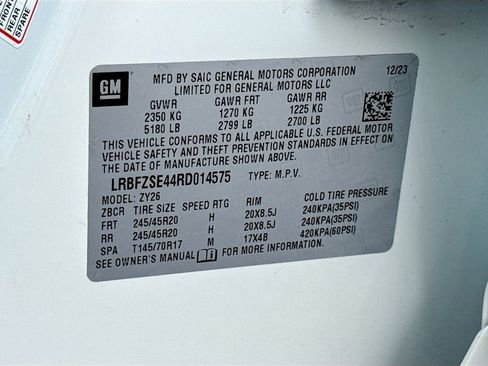 FRONT
REAR
SPARE
GM
MFD BY SAIC GENERAL MOTORS CORPORATION 12/23
LIMITED FOR GENERAL MOTORS LLC
GVWR GAWR FRT GAWR RR
2350 KG 1270 KG 1225 KG
5180 LB 2799 LB 2700 LB
THIS VEHICLE CONFORMS TO ALL APPLICABLE U.S. FEDERAL MOTOR
VEHICLE SAFETY AND THEFT PREVENTION STANDARDS IN EFFECT ON
THE DATE OF MANUFACTURE SHOWN ABOVE.
LRBFZSE44RD014575 TYPE: M.P.V.
MODEL: ZY26
ZBCR TIRE SIZE SPEED RTG RIM COLD TIRE PRESSURE
FRT 245/45R20 H 20X8.5J 240KPA(35PSI)
RR 245/45R20 H 20X8.5J 240KPA(35PSI)
SPA T145/70R17 M 17X4B 420KPA(60PSI)
SEE OWNER'S MANUAL FOR MORE INFORMATION.